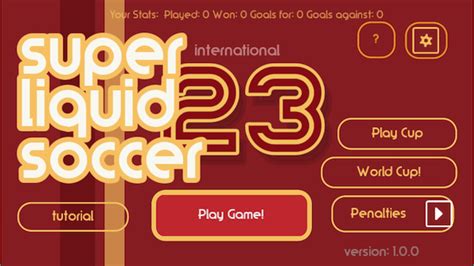 Your Stats: Played: 0 Won: 0 Goals for: 0 Goals against: 0
?
super
liquid
soccer
international
23
Play Cup
World Cup!
tutorial
Play Game!
Penalties
version: 1.0.0